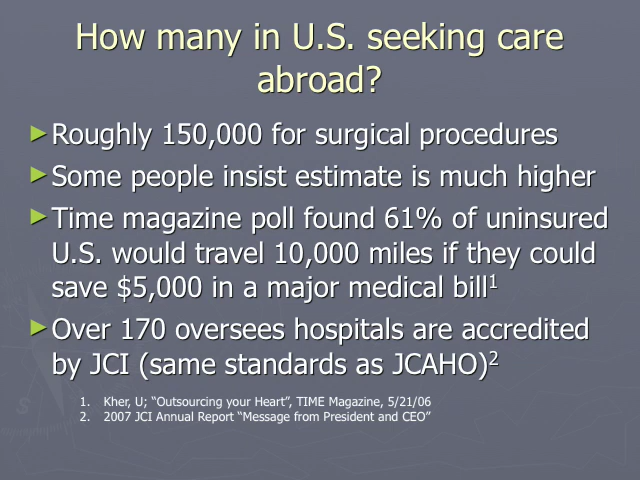 How many in U.S. seeking care
abroad?
Roughly 150,000 for surgical procedures
Some people insist estimate is much higher
Time magazine poll found 61% of uninsured
U.S. would travel 10,000 miles if they could
save $5,000 in a major medical bill¹
Over 170 oversees hospitals are accredited
by JCI (same standards as JCAHO)²
1. Kher, U; “Outsourcing your Heart”, TIME Magazine, 5/21/06
2. 2007 JCI Annual Report “Message from President and CEO”